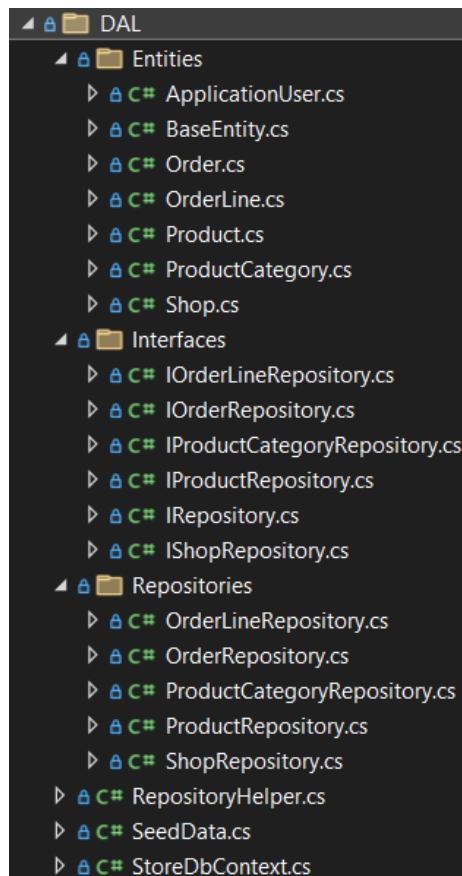 DAL
Entities
C# ApplicationUser.cs
C# BaseEntity.cs
C# Order.cs
C# OrderLine.cs
C# Product.cs
C# ProductCategory.cs
C# Shop.cs
Interfaces
C# IOrderLineRepository.cs
C# IOrderRepository.cs
C# IProductCategoryRepository.cs
C# IProductRepository.cs
C# IRepository.cs
C# IShopRepository.cs
Repositories
C# OrderLineRepository.cs
C# OrderRepository.cs
C# ProductCategoryRepository.cs
C# ProductRepository.cs
C# ShopRepository.cs
C# RepositoryHelper.cs
C# SeedData.cs
C# StoreDbContext.cs